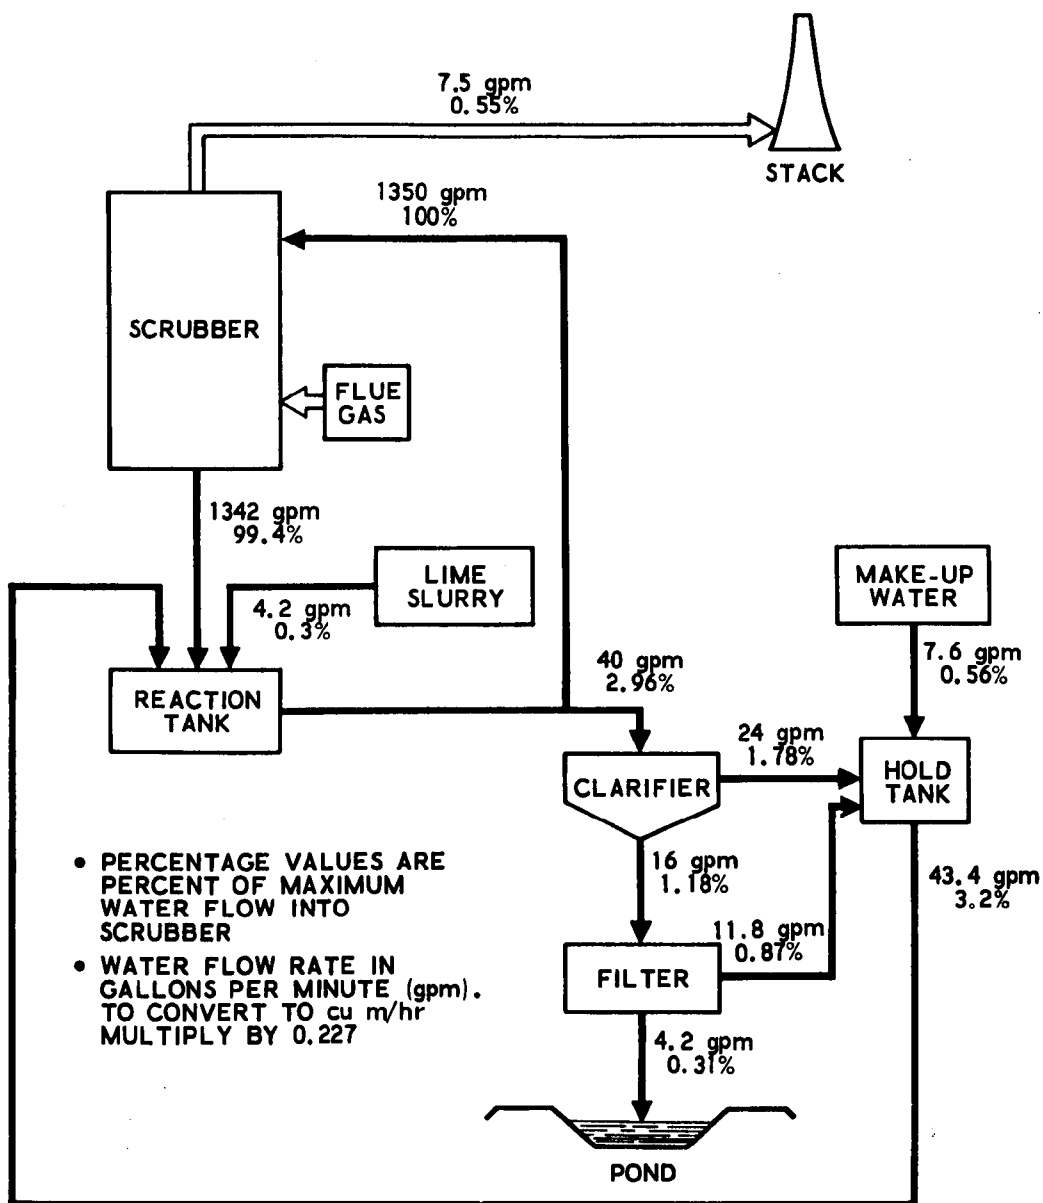 7.5 gpm
0.55%
STACK
1350 gpm
100%
SCRUBBER
FLUE
GAS
1342 gpm
99.4%
LIME
SLURRY
4.2 gpm
0.3%
MAKE-UP
WATER
7.6 gpm
0.56%
REACTION
TANK
40 gpm
2.96%
24 gpm
1.78%
CLARIFIER
HOLD
TANK
16 gpm
1.18%
43.4 gpm
3.2%
11.8 gpm
0.87%
FILTER
4.2 gpm
0.31%
POND
• PERCENTAGE VALUES ARE
PERCENT OF MAXIMUM
WATER FLOW INTO
SCRUBBER
• WATER FLOW RATE IN
GALLONS PER MINUTE (gpm).
TO CONVERT TO cu m/hr
MULTIPLY BY 0.227